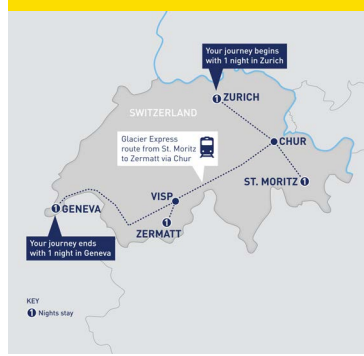 Your journey begins
with 1 night in Zurich
1 ZURICH
SWITZERLAND
Glacier Express
route from St. Moritz
to Zermatt via Chur
CHUR
ST. MORITZ 1
VISP
1 GENEVA
1
ZERMATT
Your journey ends
with 1 night in Geneva
KEY
1 Nights stay